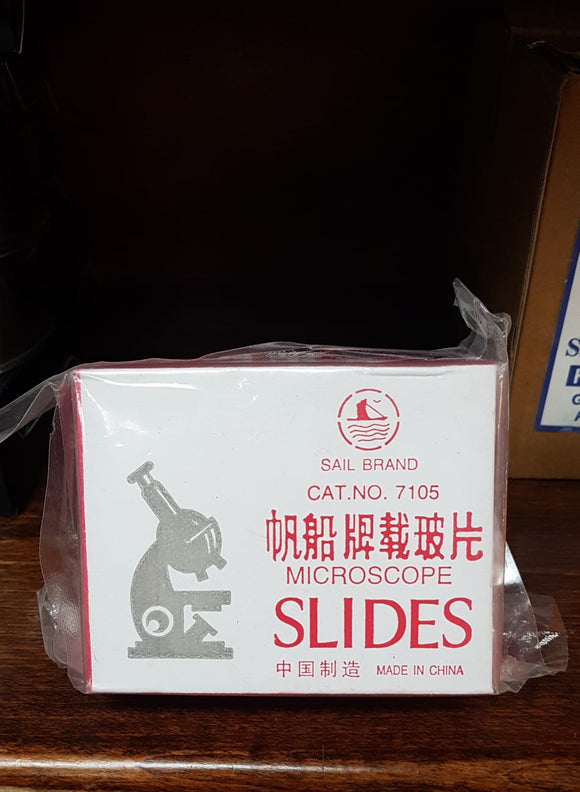 SAIL BRAND
CAT.NO. 7105
帆船牌载玻片
MICROSCOPE
SLIDES
中国制造 MADE IN CHINA